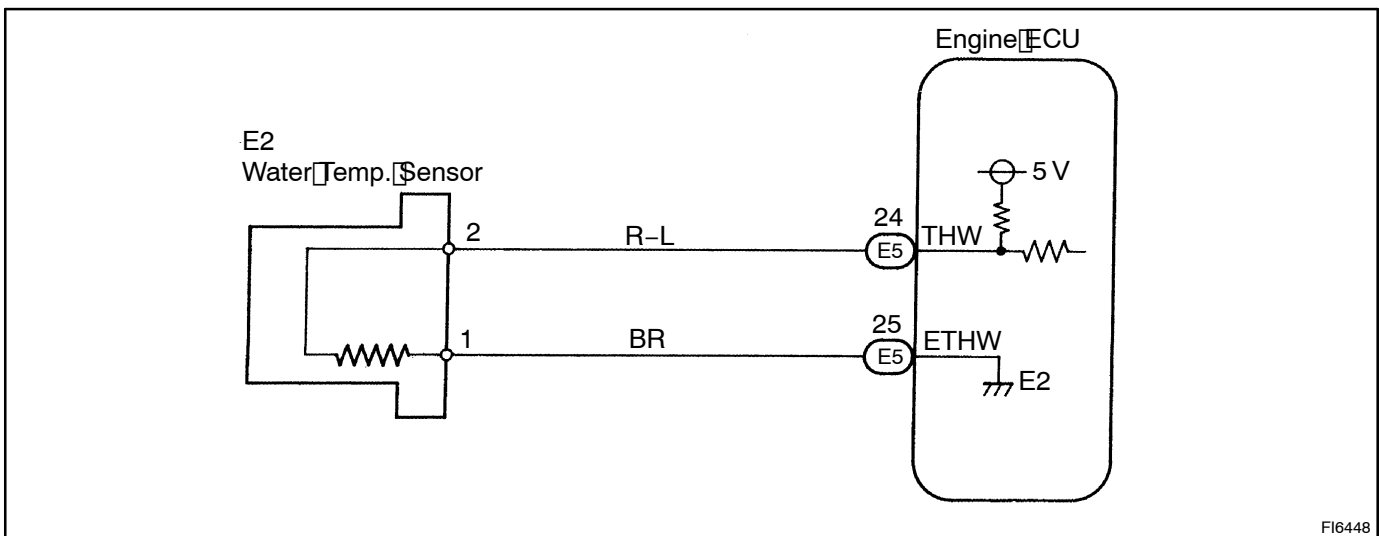 Engine ECU
E2
Water Temp. Sensor
5 V
2
R–L
24
E5
THW
1
BR
25
E5
ETHW
E2
FI6448